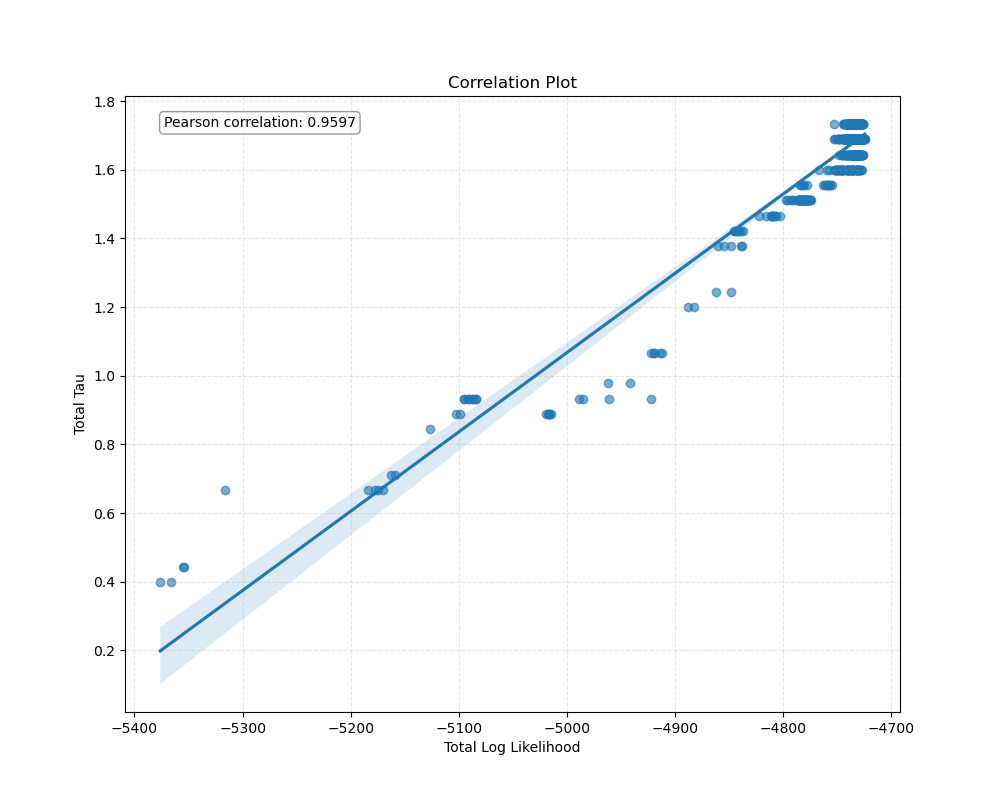 Correlation Plot
Pearson correlation: 0.9597
1.8
1.6
1.4
1.2
1.0
0.8
0.6
0.4
0.2
Total Tau
−5400 −5300 −5200 −5100 −5000 −4900 −4800 −4700
Total Log Likelihood